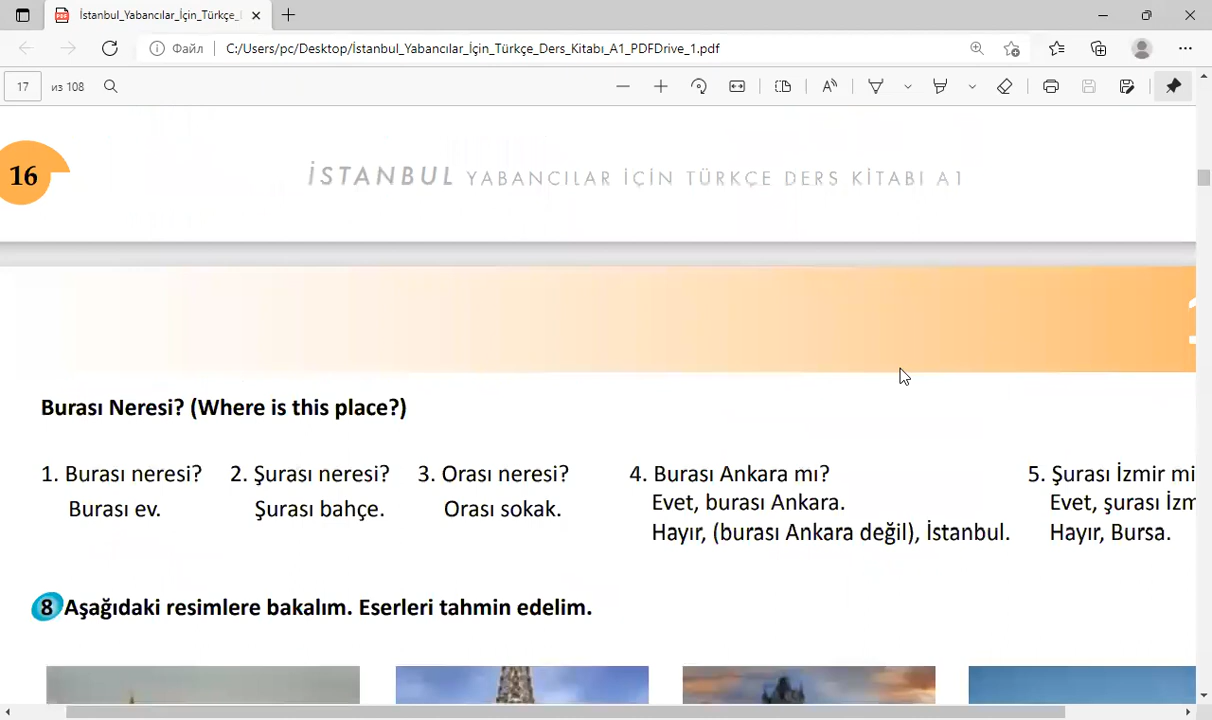 İstanbul_Yabancılar_İçin_Türkçe_
Файл
C:/Users/pc/Desktop/İstanbul_Yabancılar_İçin_Türkçe_Ders_Kitabı_A1_PDFDrive_1.pdf
17 из 108
16
İSTANBUL YABANCILAR İÇİN TÜRKÇE DERS KİTABI A1
Burası Neresi? (Where is this place?)
1. Burası neresi?
Burası ev.
2. Şurası neresi?
Şurası bahçe.
3. Orası neresi?
Orası sokak.
4. Burası Ankara mı?
Evet, burası Ankara.
Hayır, (burası Ankara değil), İstanbul.
5. Şurası İzmir mi
Evet, şurası İzm
Hayır, Bursa.
8 Aşağıdaki resimlere bakalım. Eserleri tahmin edelim.